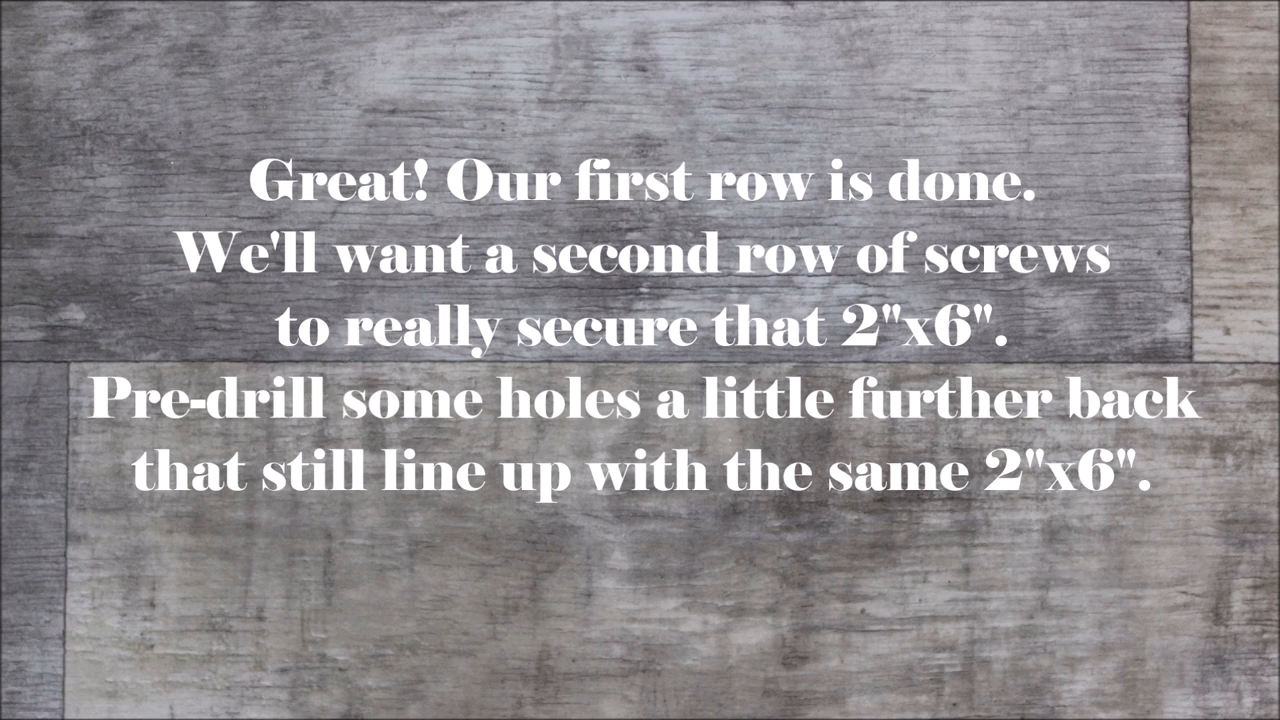 Great! Our first row is done.
We'll want a second row of screws
to really secure that 2"x6".
Pre-drill some holes a little further back
that still line up with the same 2"x6".